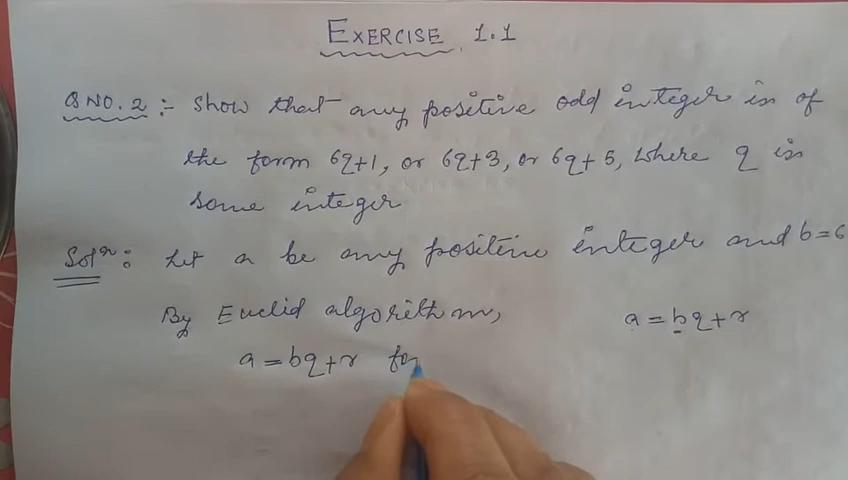 EXERCISE 1.1
Q NO. 2 :- Show that any positive odd integer is of
the form 6q+1, or 6q+3, or 6q+5, where q is
some integer
Solⁿ: Let a be any positive integer and b=6
By Euclid algorithm,
a = bq+r
a = bq+r for